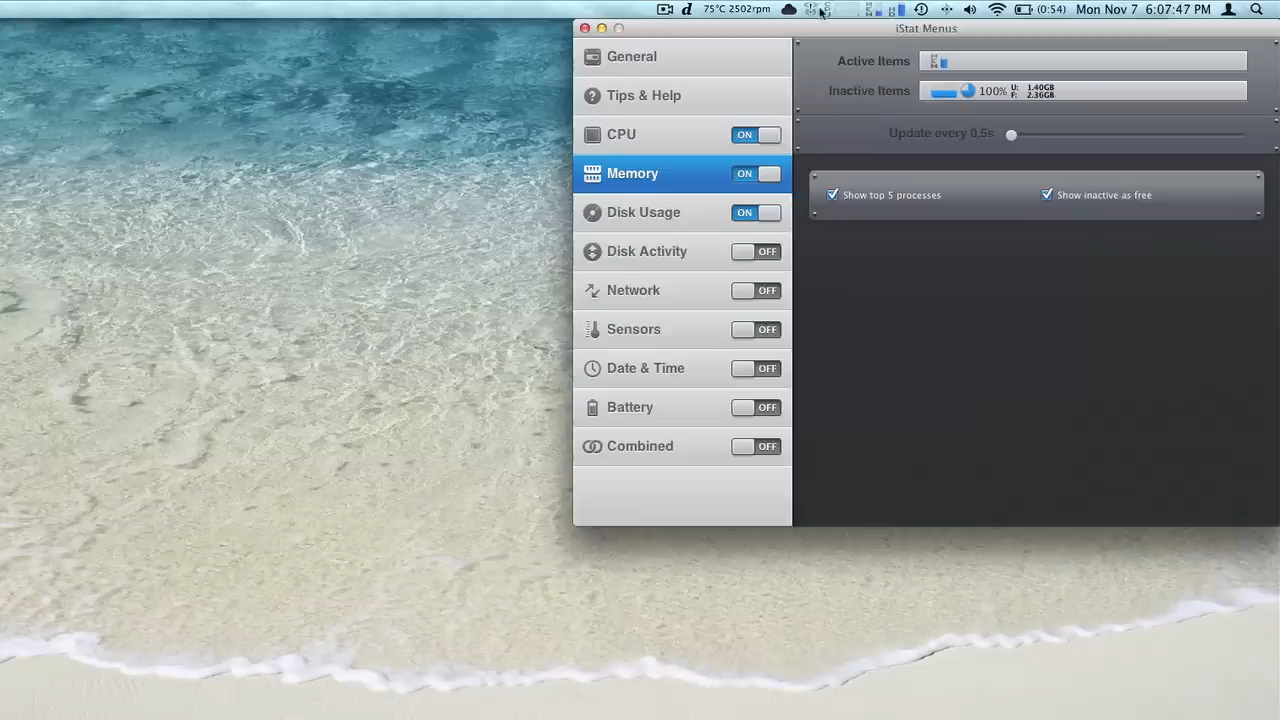 d 75°C 2502rpm (0:54) Mon Nov 7 6:07:47 PM
iStat Menus
General
Tips & Help
CPU ON
Memory ON
Disk Usage ON
Disk Activity OFF
Network OFF
Sensors OFF
Date & Time OFF
Battery OFF
Combined OFF
Active Items MEM
Inactive Items 100% U: 1.40GB
F: 2.36GB
Update every 0.5s
Show top 5 processes Show inactive as free